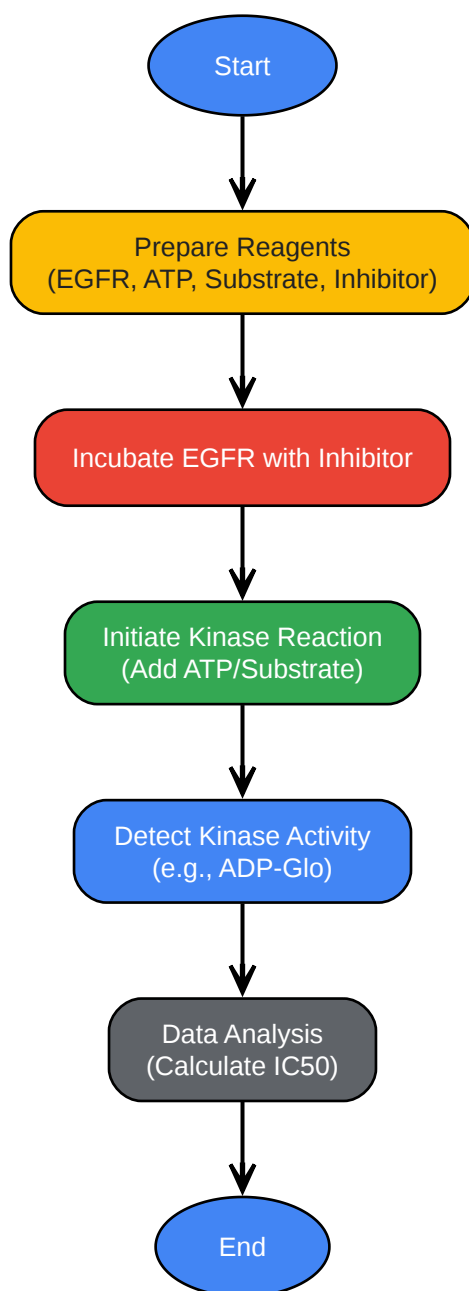 Start
Prepare Reagents
(EGFR, ATP, Substrate, Inhibitor)
Incubate EGFR with Inhibitor
Initiate Kinase Reaction
(Add ATP/Substrate)
Detect Kinase Activity
(e.g., ADP-Glo)
Data Analysis
(Calculate IC50)
End